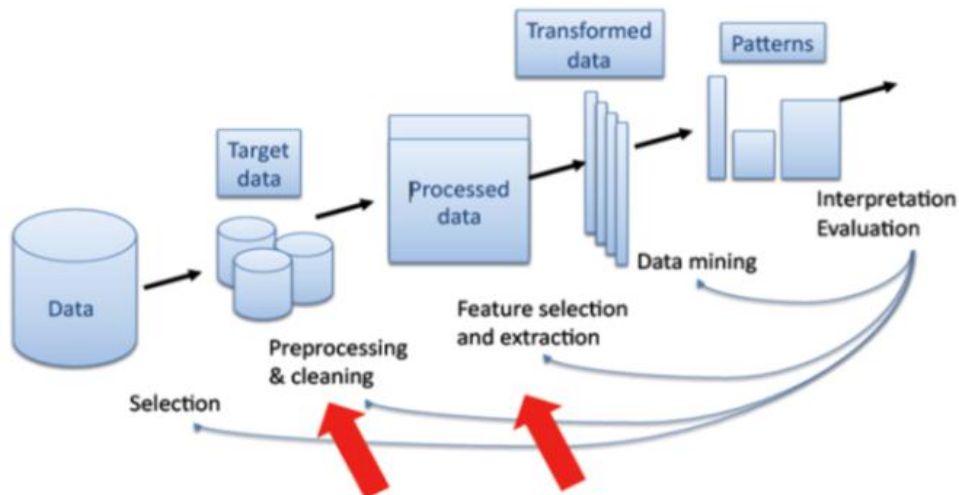 Transformed
data
Patterns
Target
data
Processed
data
Interpretation
Evaluation
Data mining
Data
Feature selection
and extraction
Preprocessing
& cleaning
Selection